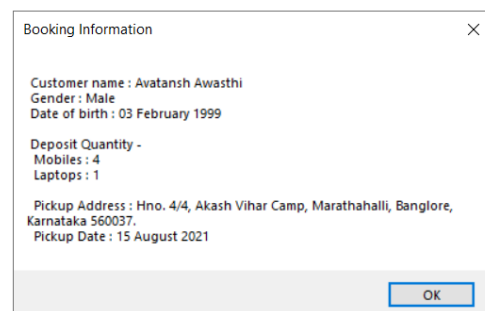 Booking Information
Customer name : Avatansh Awasthi
Gender : Male
Date of birth : 03 February 1999
Deposit Quantity -
Mobiles : 4
Laptops : 1
Pickup Address : Hno. 4/4, Akash Vihar Camp, Marathahalli, Banglore,
Karnataka 560037.
Pickup Date : 15 August 2021
OK